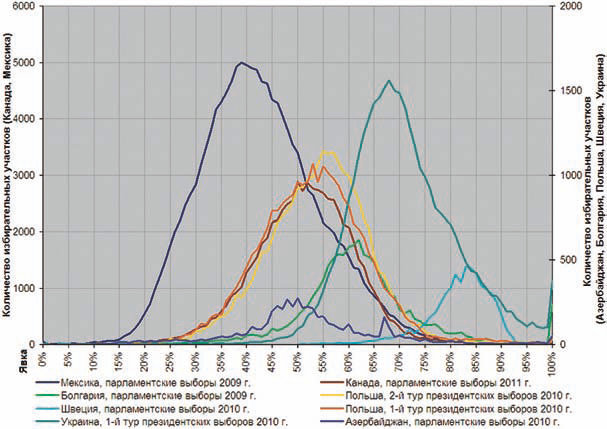 6000
5000
4000
3000
2000
1000
0
Количество избирательных участков (Канада, Мексика)
2000
1500
1000
500
0
Количество избирательных участков
(Азербайджан, Болгария, Польша, Швеция, Украина)
Явка
0% 5% 10% 15% 20% 25% 30% 35% 40% 45% 50% 55% 60% 65% 70% 75% 80% 85% 90% 95% 100%
Мексика, парламентские выборы 2009 г.
Канада, парламентские выборы 2011 г.
Болгария, парламентские выборы 2009 г.
Польша, 2-й тур президентских выборов 2010 г.
Швеция, парламентские выборы 2010 г.
Польша, 1-й тур президентских выборов 2010 г.
Украина, 1-й тур президентских выборов 2010 г.
Азербайджан, парламентские выборы 2010 г.